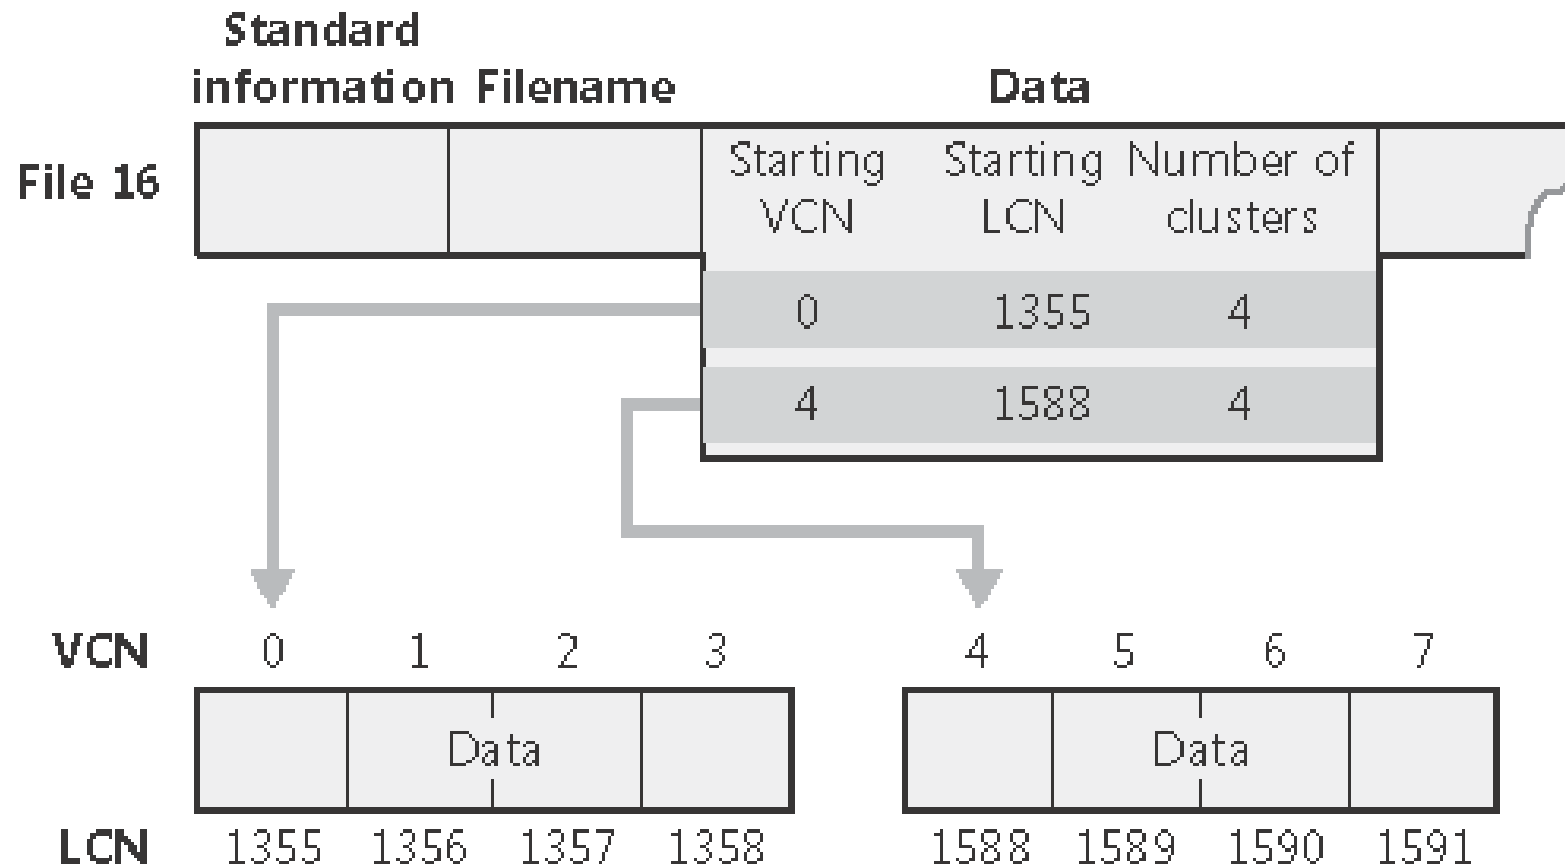 Standard
information Filename Data
File 16
Starting Starting Number of
VCN LCN clusters
0 1355 4
4 1588 4
VCN 0 1 2 3 4 5 6 7
Data Data
LCN 1355 1356 1357 1358 1588 1589 1590 1591